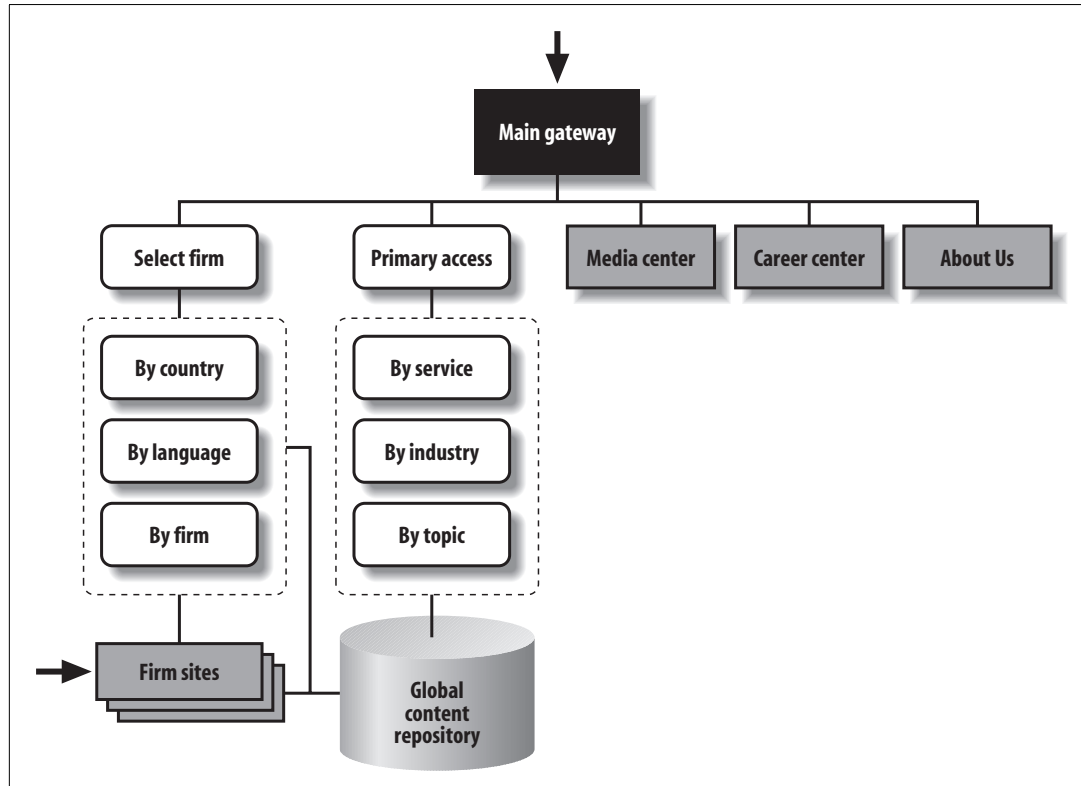 Main gateway
Select firm
Primary access
Media center
Career center
About Us
By country
By language
By firm
By service
By industry
By topic
Firm sites
Global
content
repository